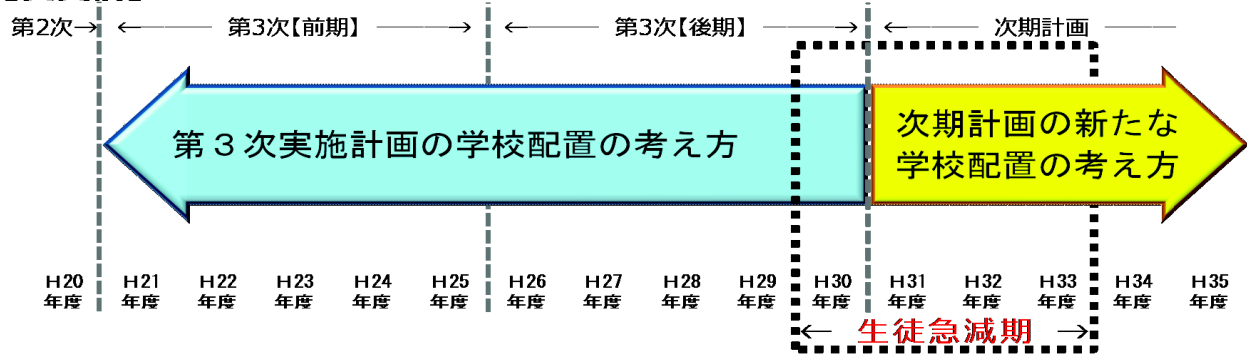 第2次→ ← 第3次【前期】 → ← 第3次【後期】 → ← 次期計画
第３次実施計画の学校配置の考え方
次期計画の新たな
学校配置の考え方
H20 H21 H22 H23 H24 H25 H26 H27 H28 H29 H30 H31 H32 H33 H34 H35
年度 年度 年度 年度 年度 年度 年度 年度 年度 年度 年度 年度 年度 年度 年度 年度
← 生徒急減期 →